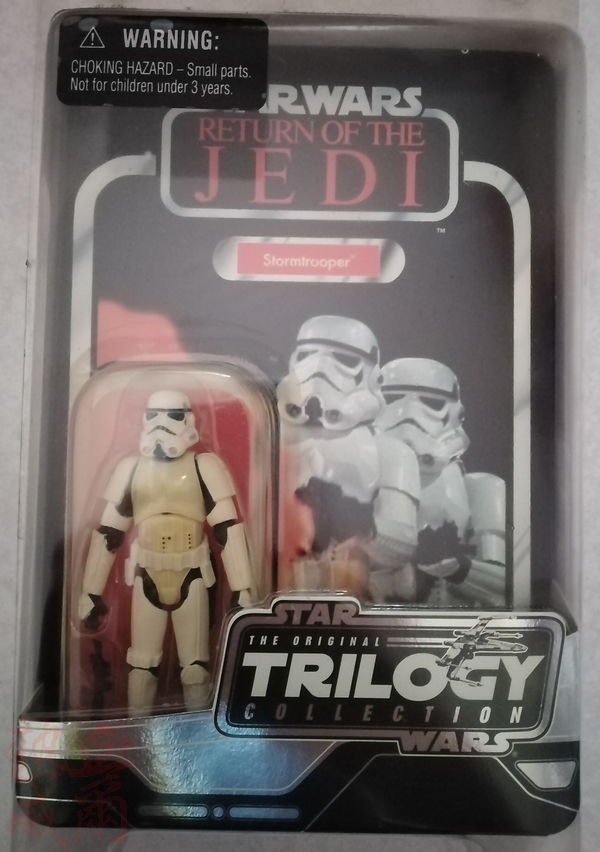 WARNING:
CHOKING HAZARD – Small parts.
Not for children under 3 years.
WARS
RETURN OF THE
JEDI
TM
Stormtrooper
STAR
THE ORIGINAL
TRILOGY
COLLECTION
WARS